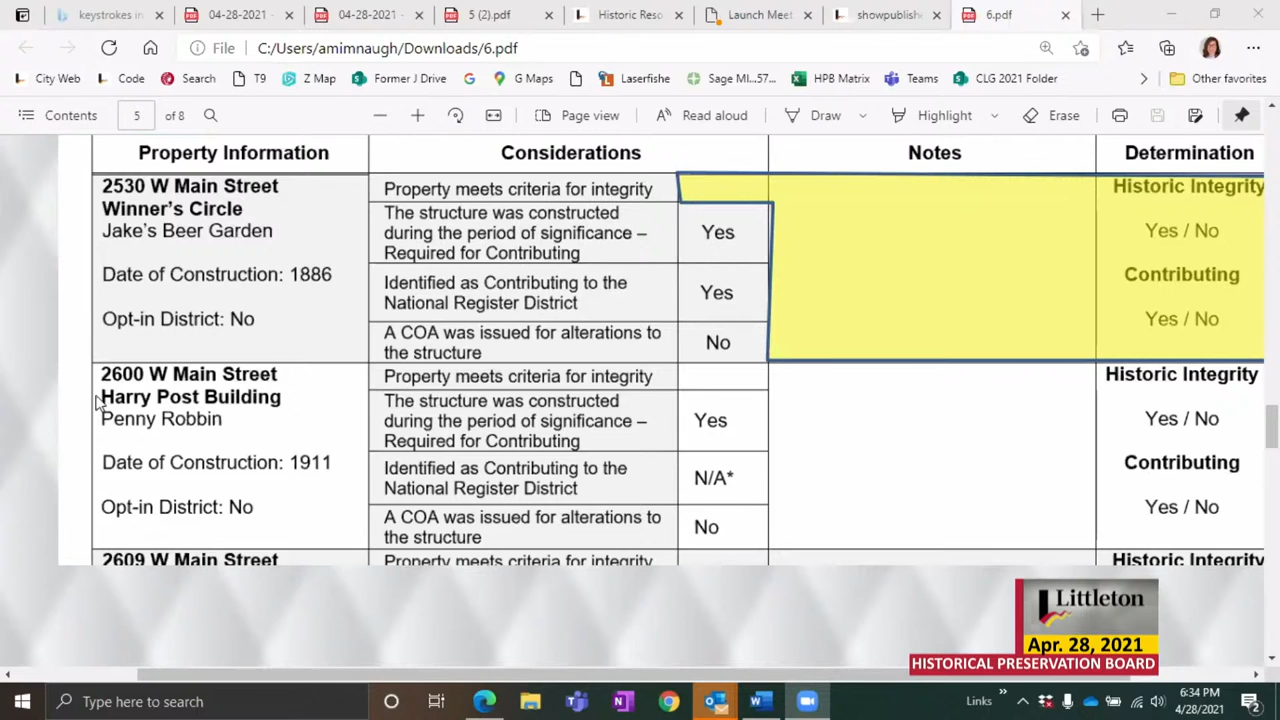 keystrokes in
04-28-2021 -
04-28-2021 -
5 (2).pdf
Historic Reso
Launch Meet
showpublishe
6.pdf
File
C:/Users/amimnaugh/Downloads/6.pdf
City Web
Code
Search
T9
Z Map
Former J Drive
G Maps
Laserfishe
Sage MI...57...
HPB Matrix
Teams
CLG 2021 Folder
Other favorites
Contents
5
of 8
Page view
Read aloud
Draw
Highlight
Erase
Property Information
Considerations
Notes
Determination
2530 W Main Street
Winner's Circle
Jake's Beer Garden
Date of Construction: 1886
Opt-in District: No
Property meets criteria for integrity
The structure was constructed
during the period of significance –
Required for Contributing
Yes
Identified as Contributing to the
National Register District
Yes
A COA was issued for alterations to
the structure
No
Historic Integrity
Yes / No
Contributing
Yes / No
2600 W Main Street
Harry Post Building
Penny Robbin
Date of Construction: 1911
Opt-in District: No
Property meets criteria for integrity
The structure was constructed
during the period of significance –
Required for Contributing
Yes
Identified as Contributing to the
National Register District
N/A*
A COA was issued for alterations to
the structure
No
Historic Integrity
Yes / No
Contributing
Yes / No
2609 W Main Street
Property meets criteria for integrity
Historic Integrity
Littleton
Apr. 28, 2021
HISTORICAL PRESERVATION BOARD
Type here to search
Links
6:34 PM
4/28/2021
2